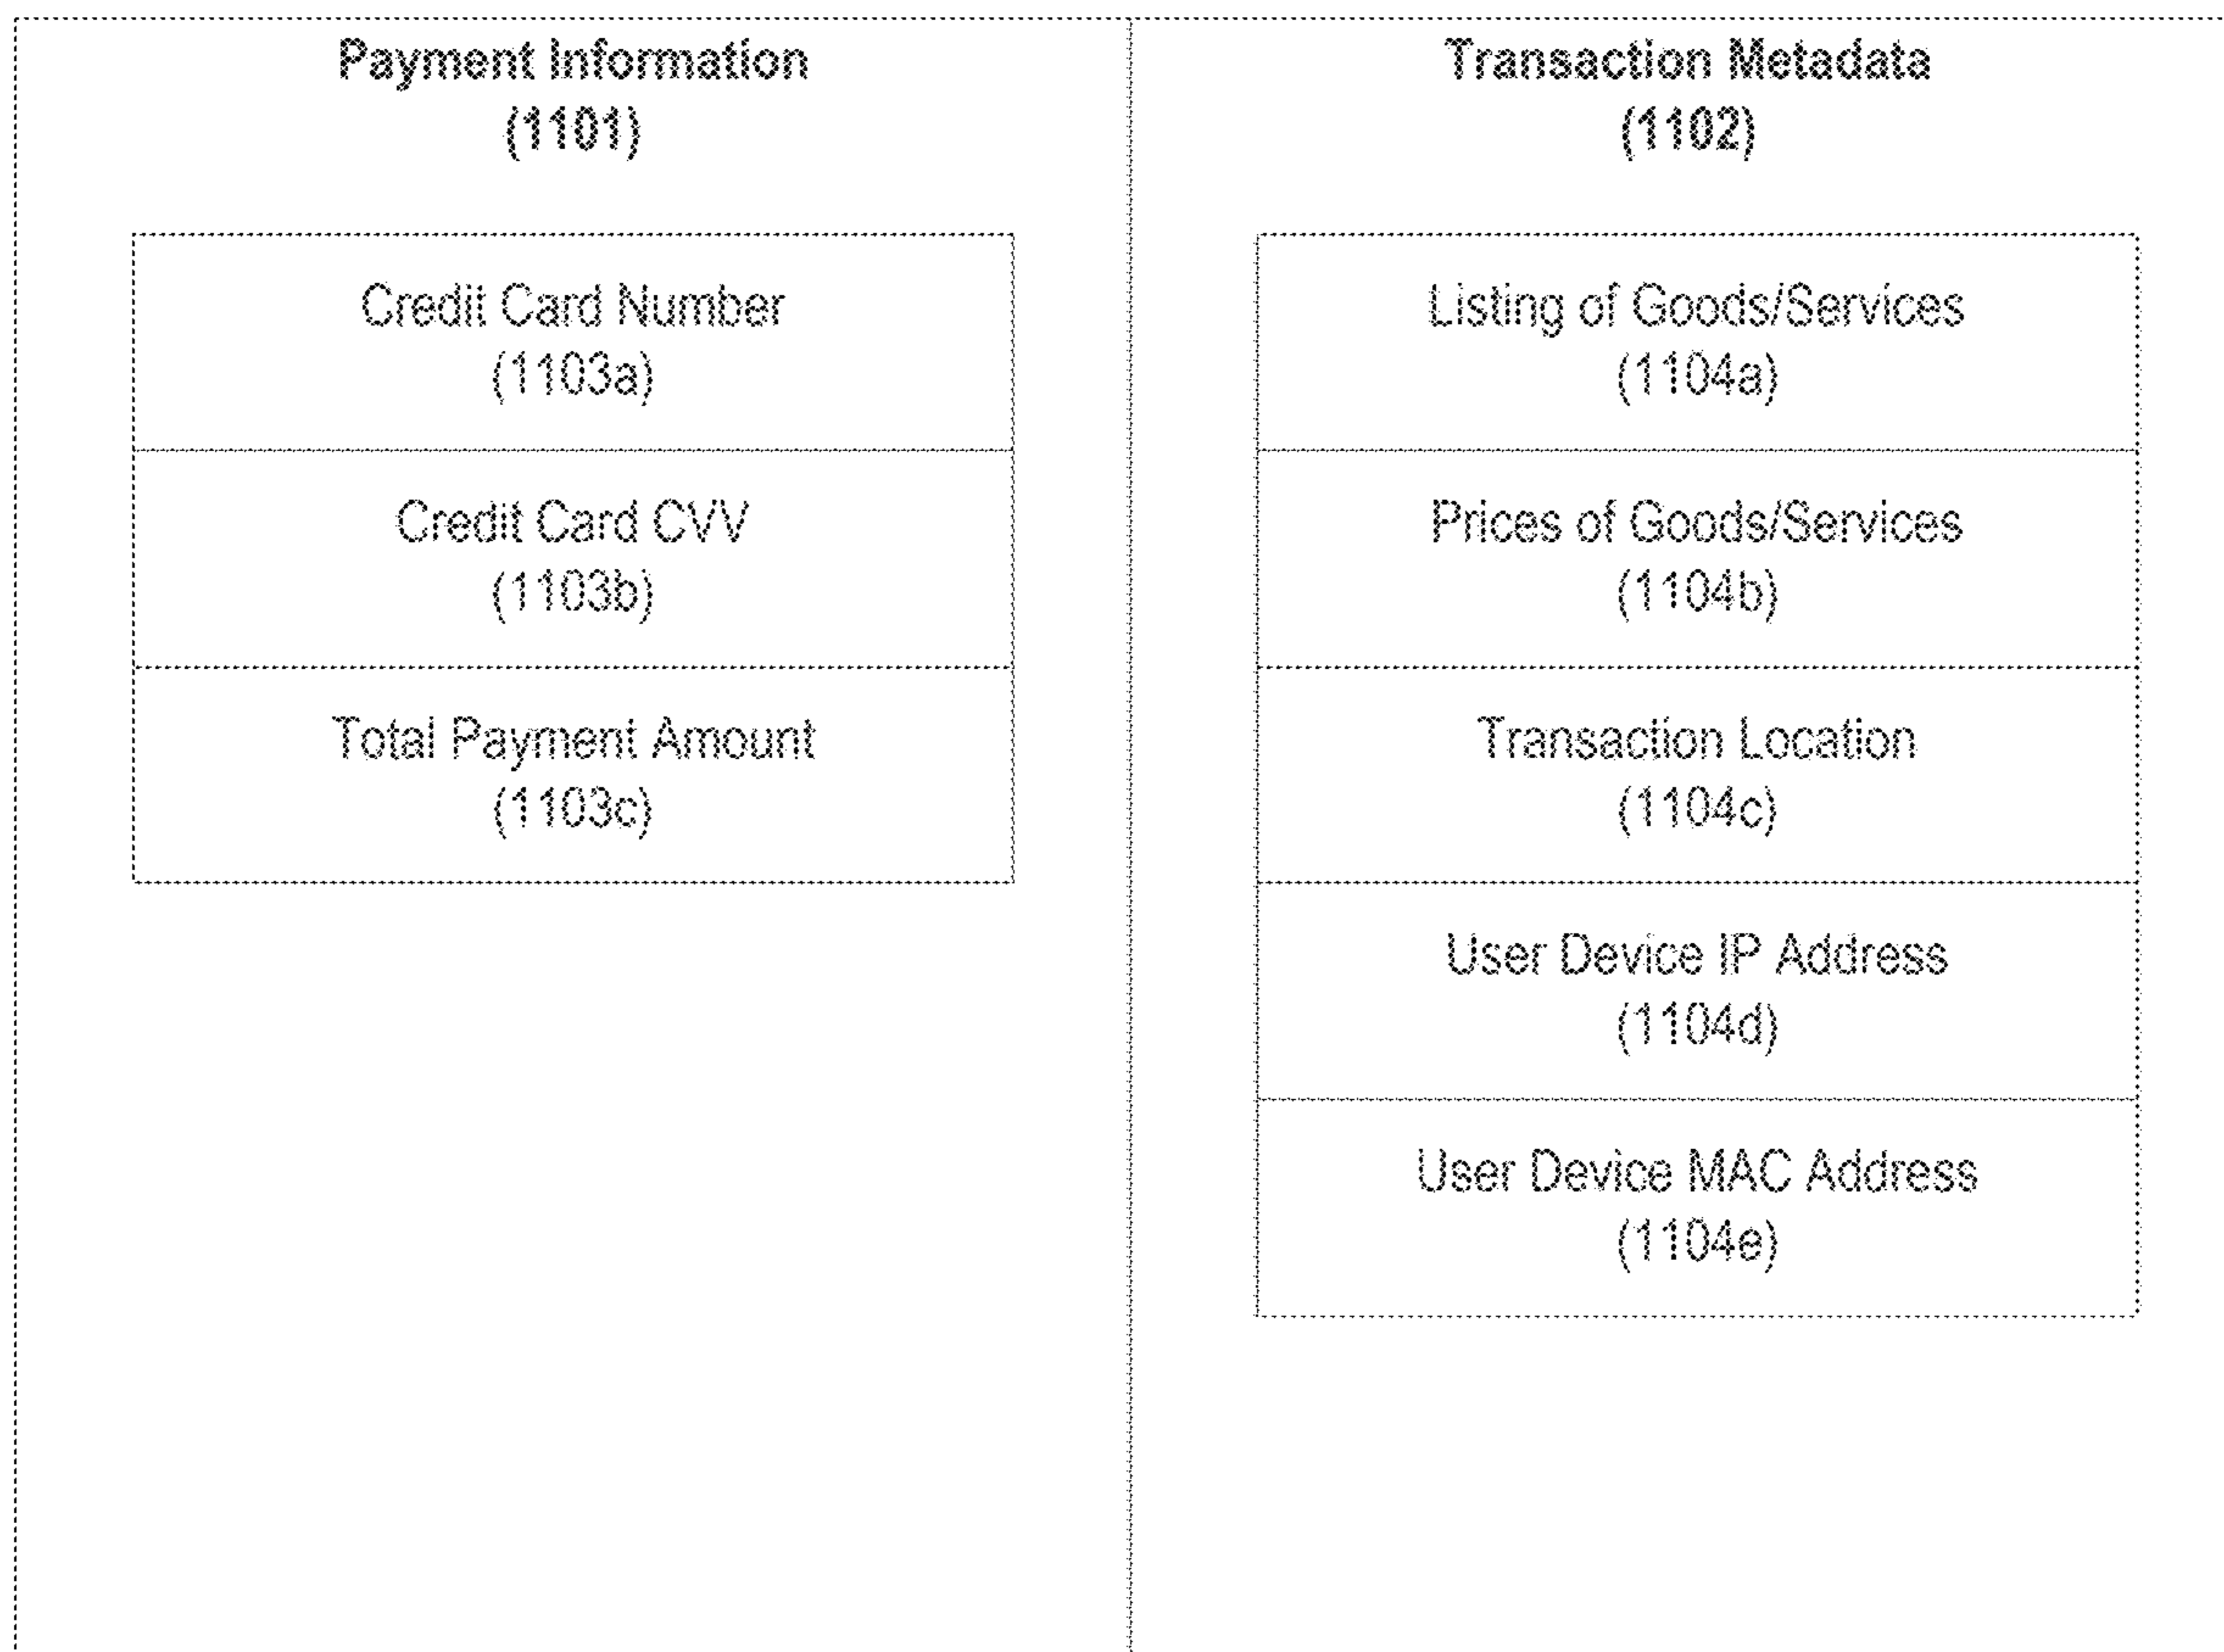 Payment Information
(1101)
Credit Card Number
(1103a)
Credit Card CVV
(1103b)
Total Payment Amount
(1103c)
Transaction Metadata
(1102)
Listing of Goods/Services
(1104a)
Prices of Goods/Services
(1104b)
Transaction Location
(1104c)
User Device IP Address
(1104d)
User Device MAC Address
(1104e)